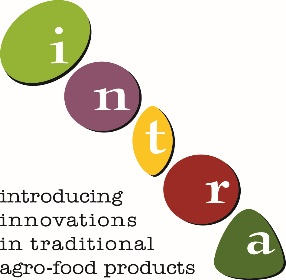 intra
introducing
innovations
in traditional
agro-food products